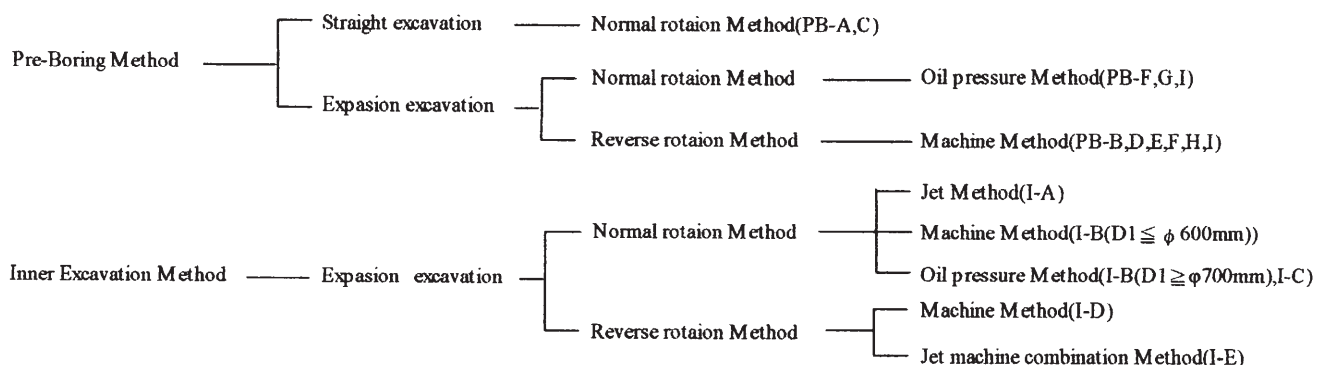 Straight excavation
Normal rotaion Method(PB-A,C)
Pre-Boring Method
Normal rotaion Method
Oil pressure Method(PB-F,G,I)
Expasion excavation
Reverse rotaion Method
Machine Method(PB-B,D,E,F,H,I)
Jet Method(I-A)
Normal rotaion Method
Machine Method(I-B(D1≦ φ 600mm))
Inner Excavation Method
Expasion excavation
Oil pressure Method(I-B(D1≧φ700mm),I-C)
Machine Method(I-D)
Reverse rotaion Method
Jet machine combination Method(I-E)